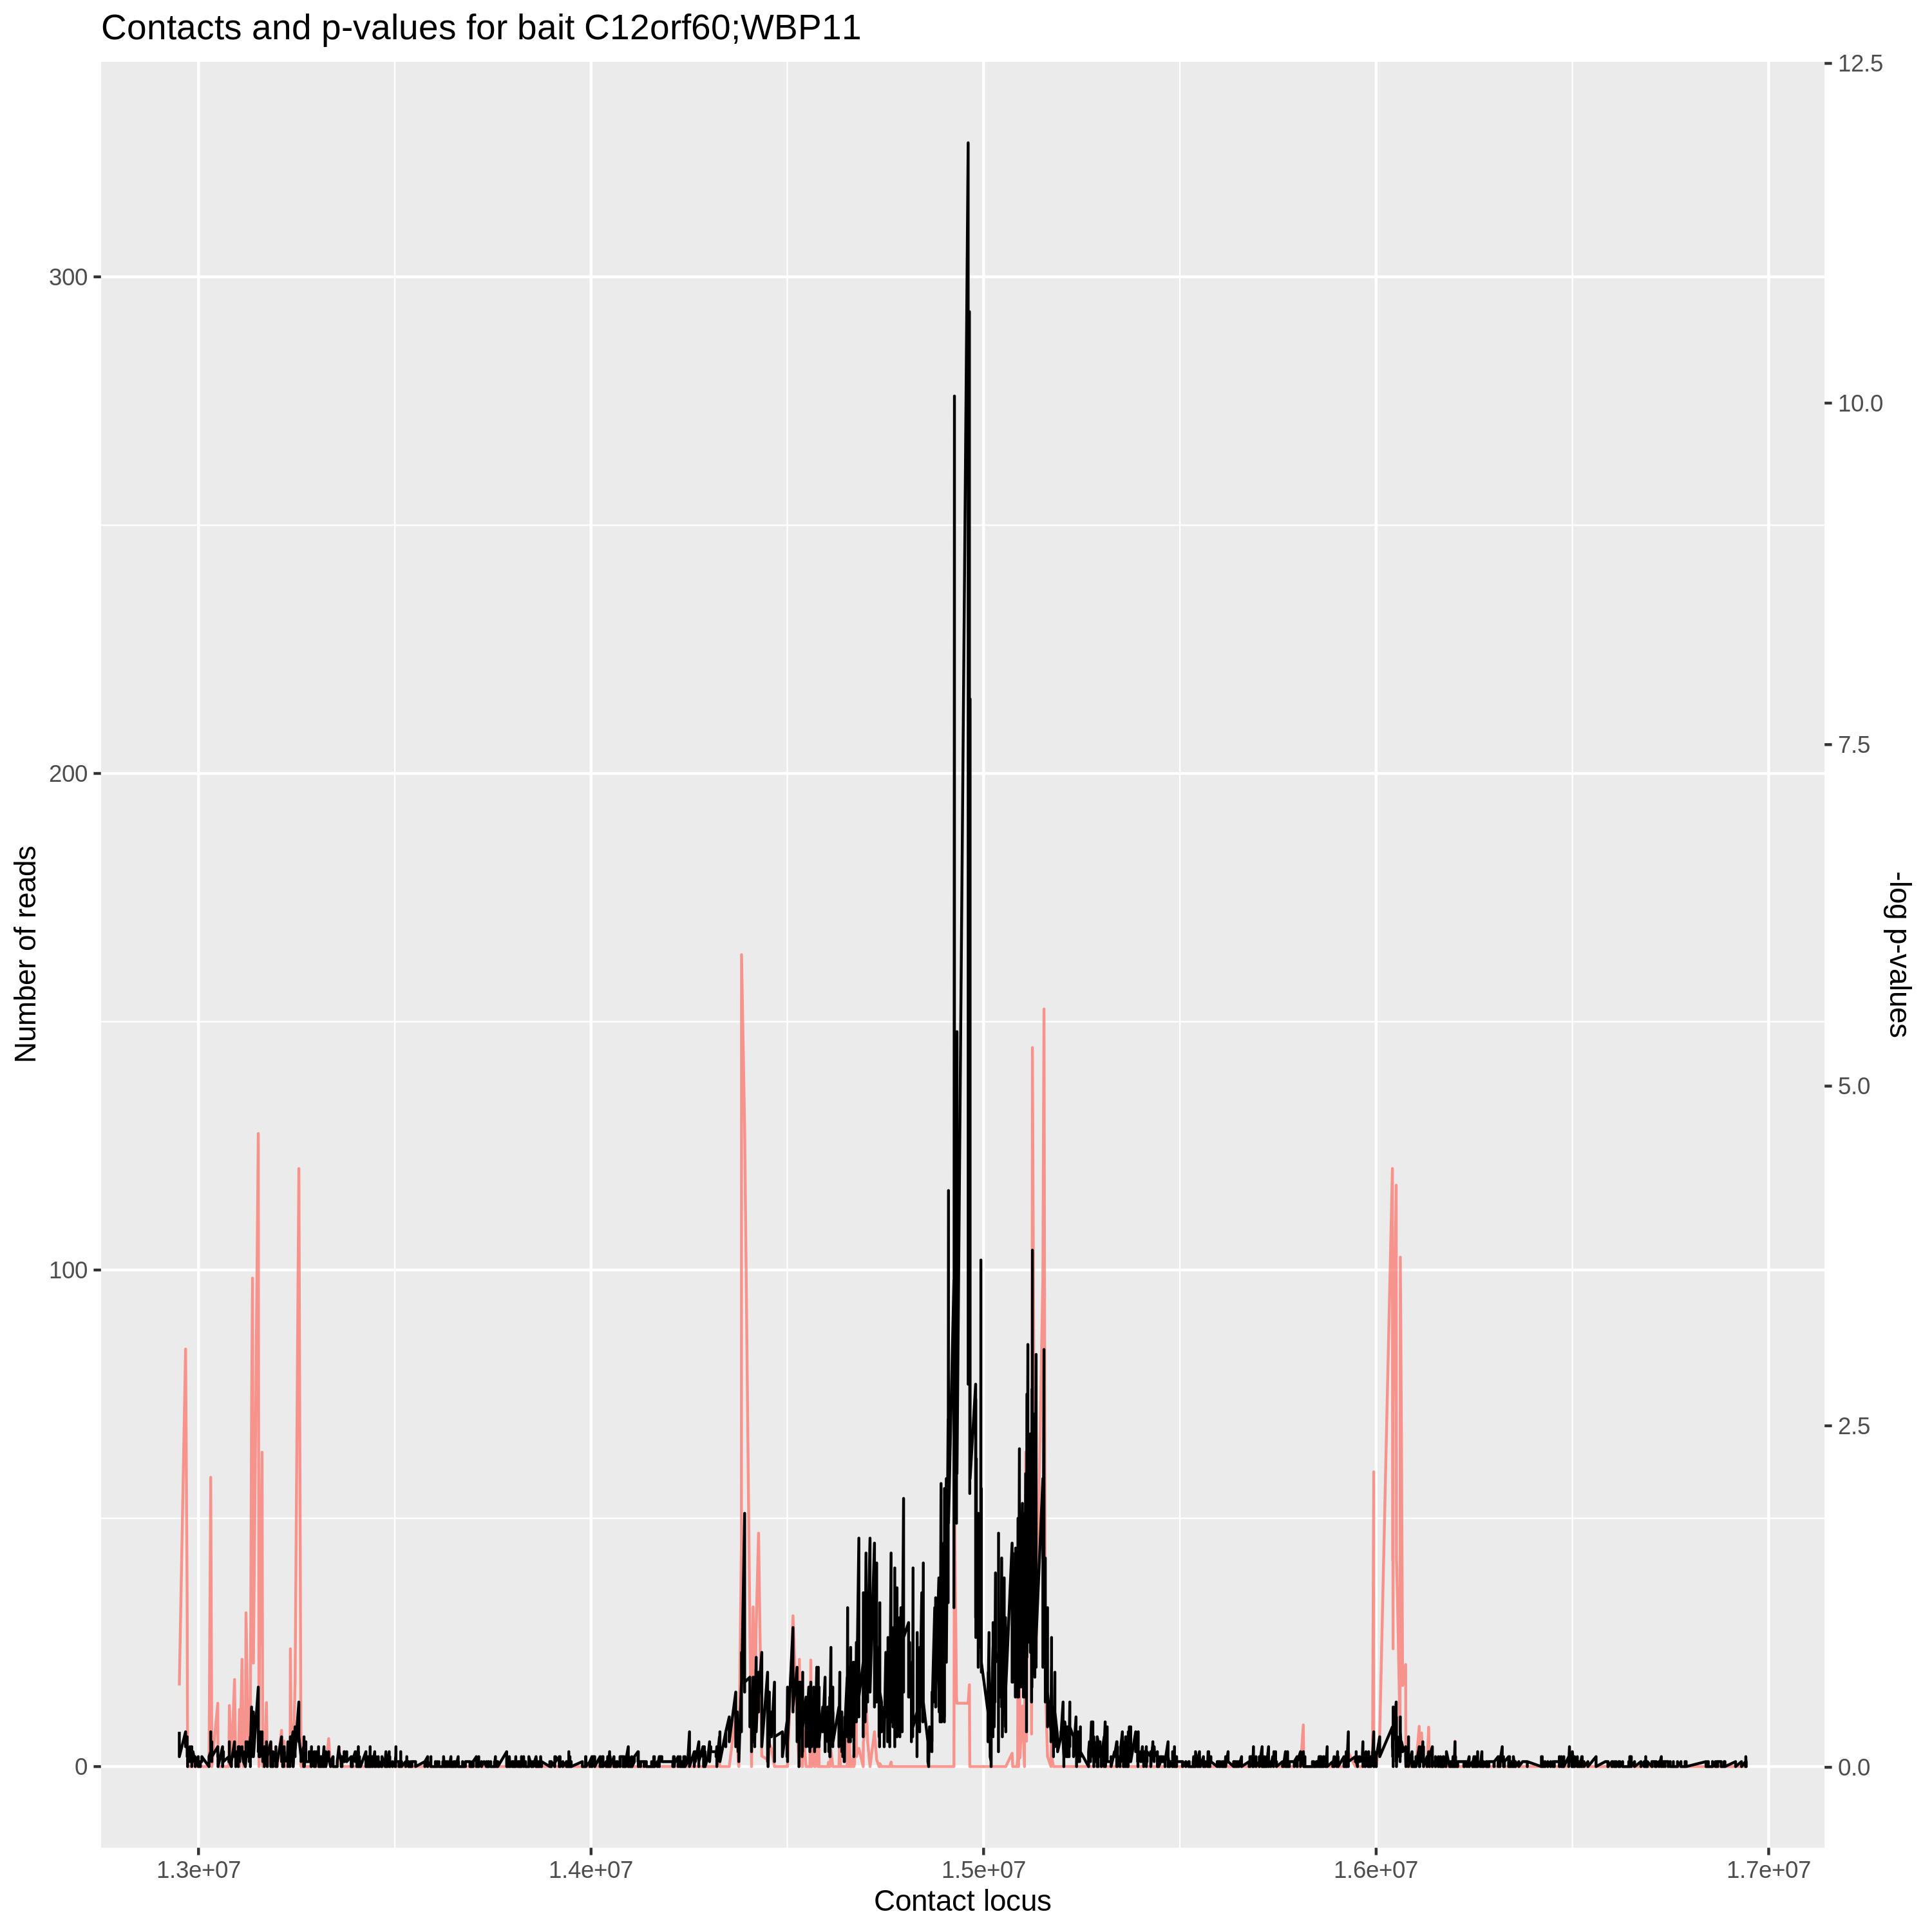 Contacts and p-values for bait C12orf60;WBP11
Number of reads
300
200
100
0
12.5
10.0
7.5
5.0
2.5
0.0
-log p-values
1.3e+07 1.4e+07 1.5e+07 1.6e+07 1.7e+07
Contact locus